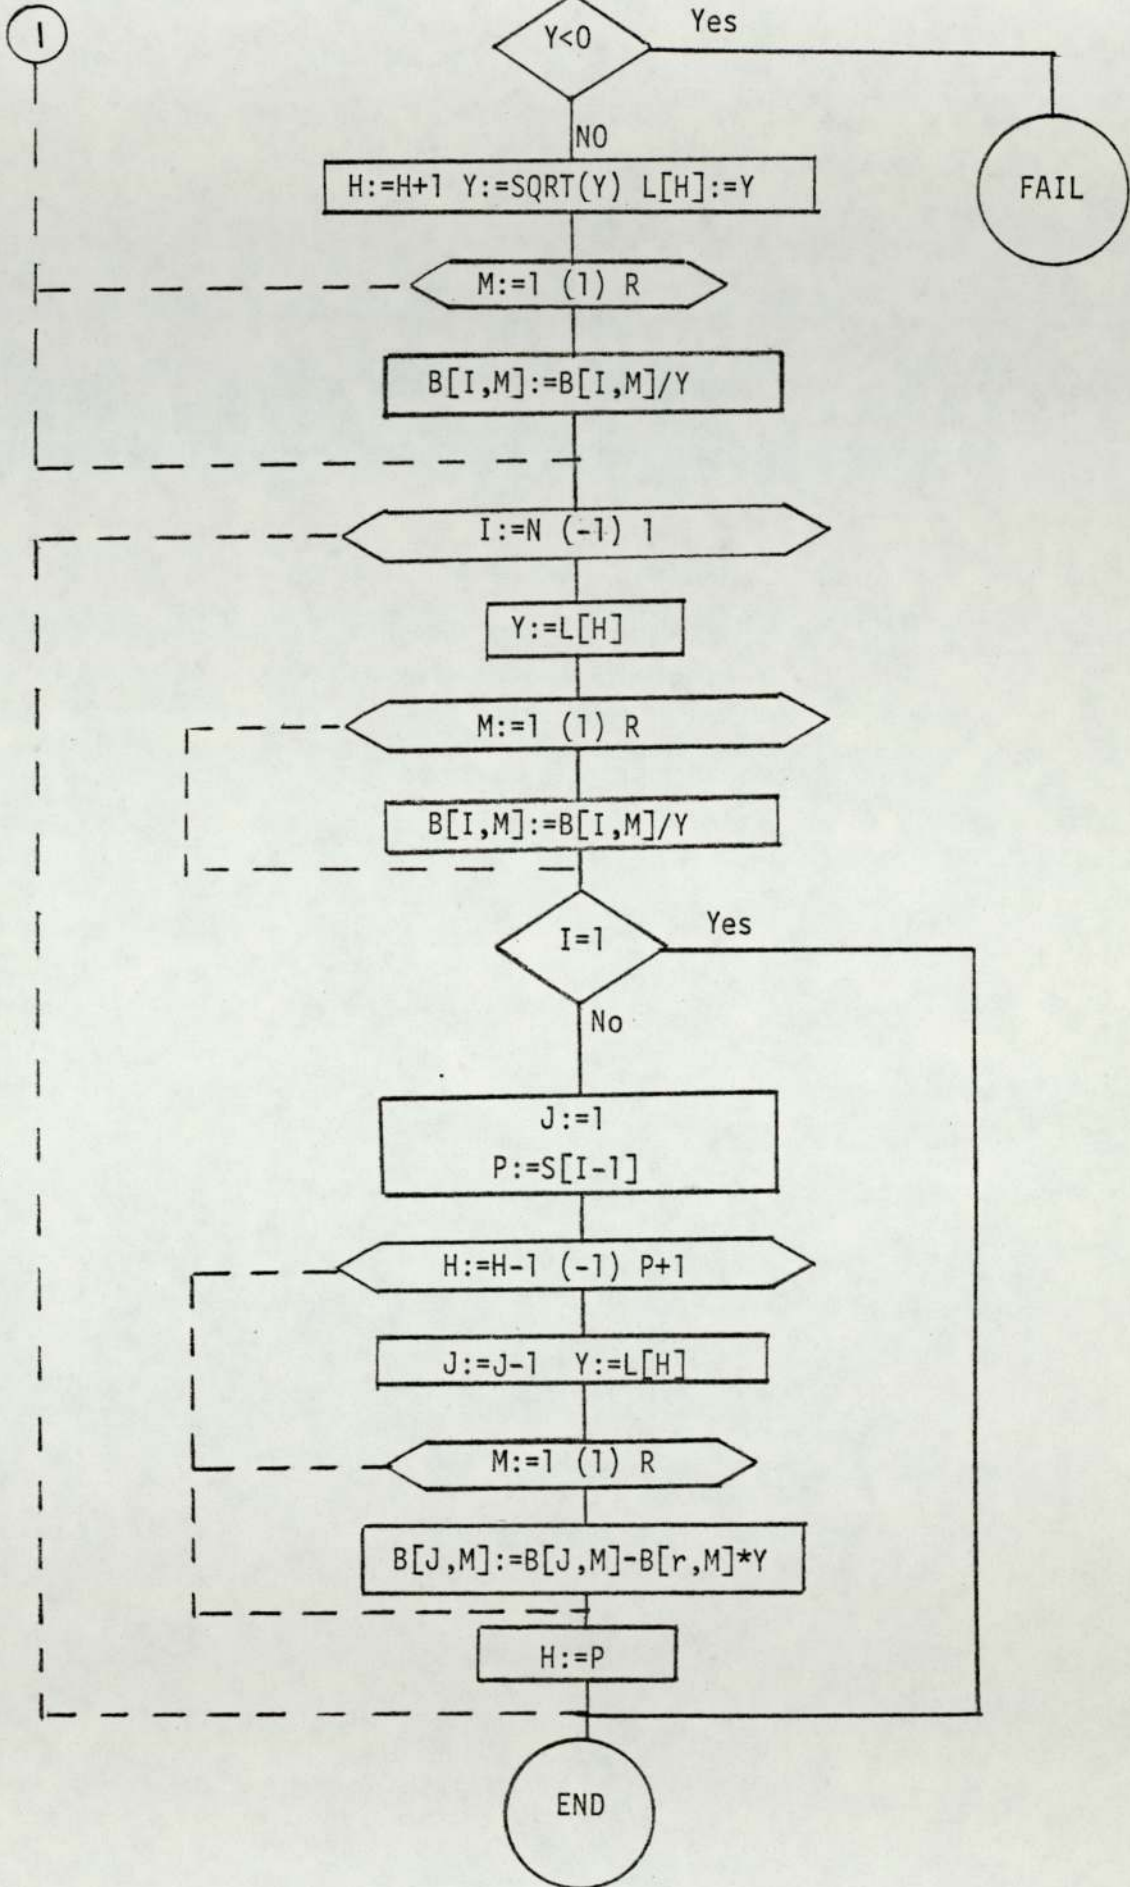 1
Y<0
Yes
NO
H:=H+1 Y:=SQRT(Y) L[H]:=Y
FAIL
M:=1 (1) R
B[I,M]:=B[I,M]/Y
I:=N (-1) 1
Y:=L[H]
M:=1 (1) R
B[I,M]:=B[I,M]/Y
I=1
Yes
No
J:=1
P:=S[I-1]
H:=H-1 (-1) P+1
J:=J-1 Y:=L[H]
M:=1 (1) R
B[J,M]:=B[J,M]-B[r,M]*Y
H:=P
END